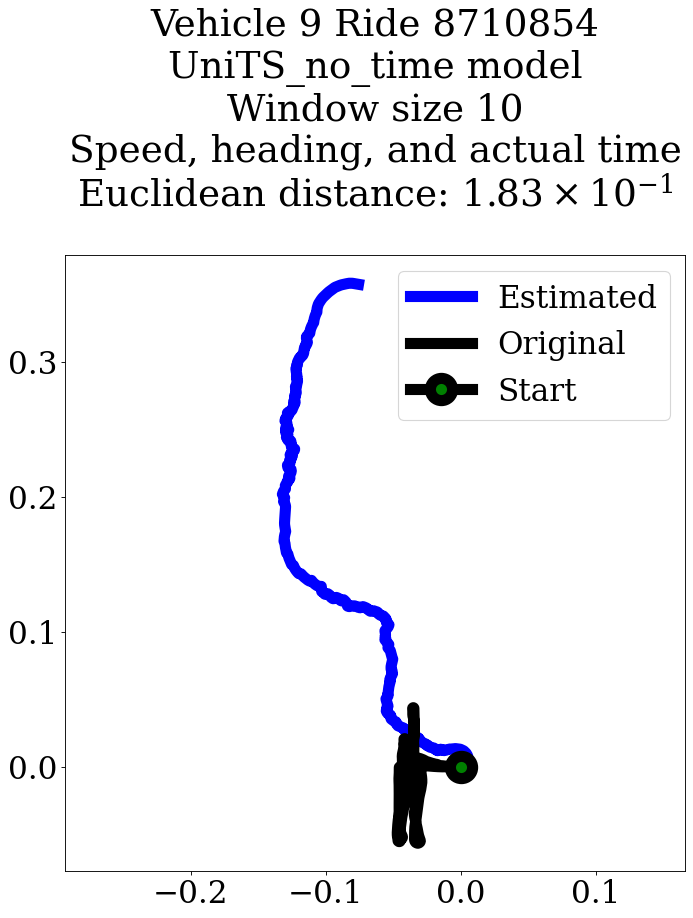 Vehicle 9 Ride 8710854
UniTS_no_time model
Window size 10
Speed, heading, and actual time
Euclidean distance: 1.83 × 10⁻¹
Estimated
Original
Start
0.3
0.2
0.1
0.0
−0.2
−0.1
0.0
0.1